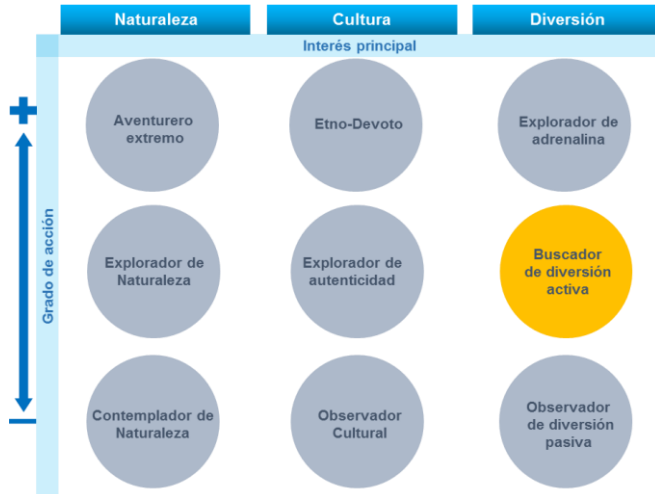 Naturaleza
Cultura
Diversión
Interés principal
Grado de acción
Aventurero
extremo
Etno-Devoto
Explorador de
adrenalina
Explorador de
Naturaleza
Explorador de
autenticidad
Buscador
de diversión
activa
Contemplador de
Naturaleza
Observador
Cultural
Observador
de diversión
pasiva